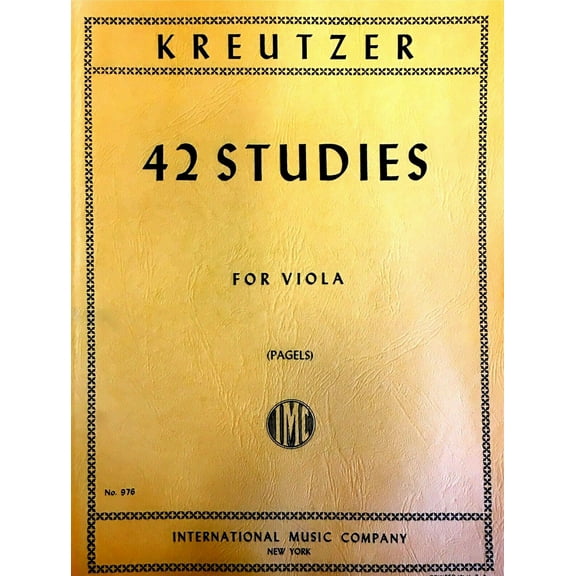 KREUTZER
42 STUDIES
FOR VIOLA
(PAGELS)
IMC
No. 976
INTERNATIONAL MUSIC COMPANY
NEW YORK